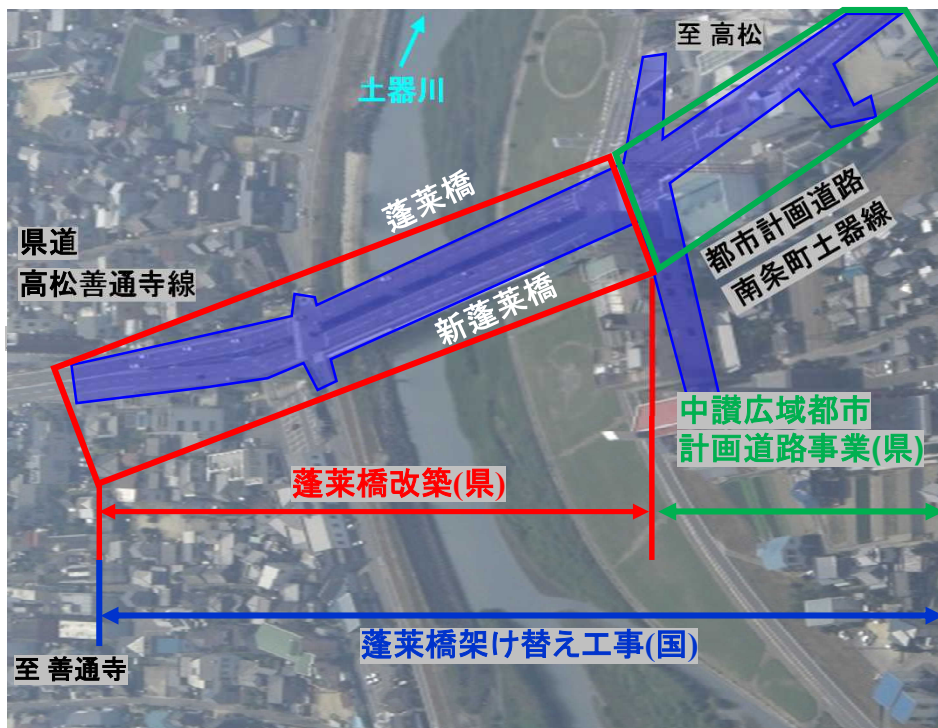 至 高松
土器川
蓬莱橋
県道
高松善通寺線
都市計画道路
南条町土器線
新蓬莱橋
中讃広域都市
計画道路事業(県)
蓬莱橋改築(県)
蓬莱橋架け替え工事(国)
至 善通寺